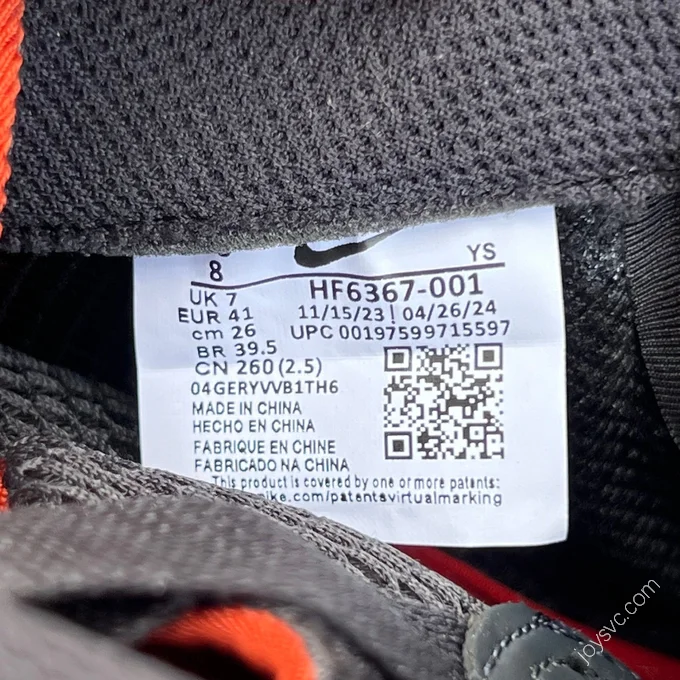 8
YS
UK 7
HF6367-001
EUR 41
11/15/23 | 04/26/24
cm 26
UPC 00197599715597
BR 39.5
CN 260 (2.5)
04GERYVVB1TH6
MADE IN CHINA
HECHO EN CHINA
FABRIQUE EN CHINE
FABRICADO NA CHINA
This product is covered by one or more patents:
nike.com/patentsvirtualmarking
joysvc.com